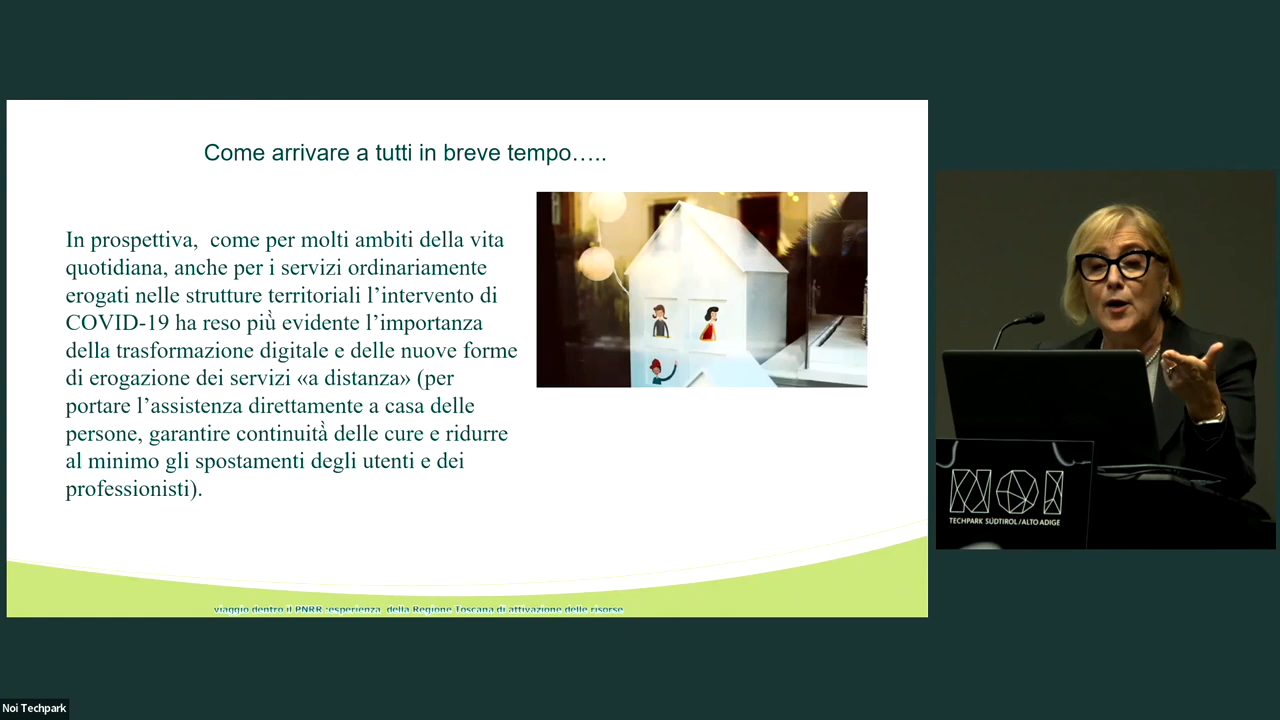 Come arrivare a tutti in breve tempo…..
In prospettiva,  come per molti ambiti della vita
quotidiana, anche per i servizi ordinariamente
erogati nelle strutture territoriali l’intervento di
COVID-19 ha reso più̀ evidente l’importanza
della trasformazione digitale e delle nuove forme
di erogazione dei servizi «a distanza» (per
portare l’assistenza direttamente a casa delle
persone, garantire continuità̀ delle cure e ridurre
al minimo gli spostamenti degli utenti e dei
professionisti).
viaggio dentro il PNRR :esperienza  della Regione Toscana di attivazione delle risorse
NOI
TECHPARK SÜDTIROL / ALTO ADIGE
Noi Techpark